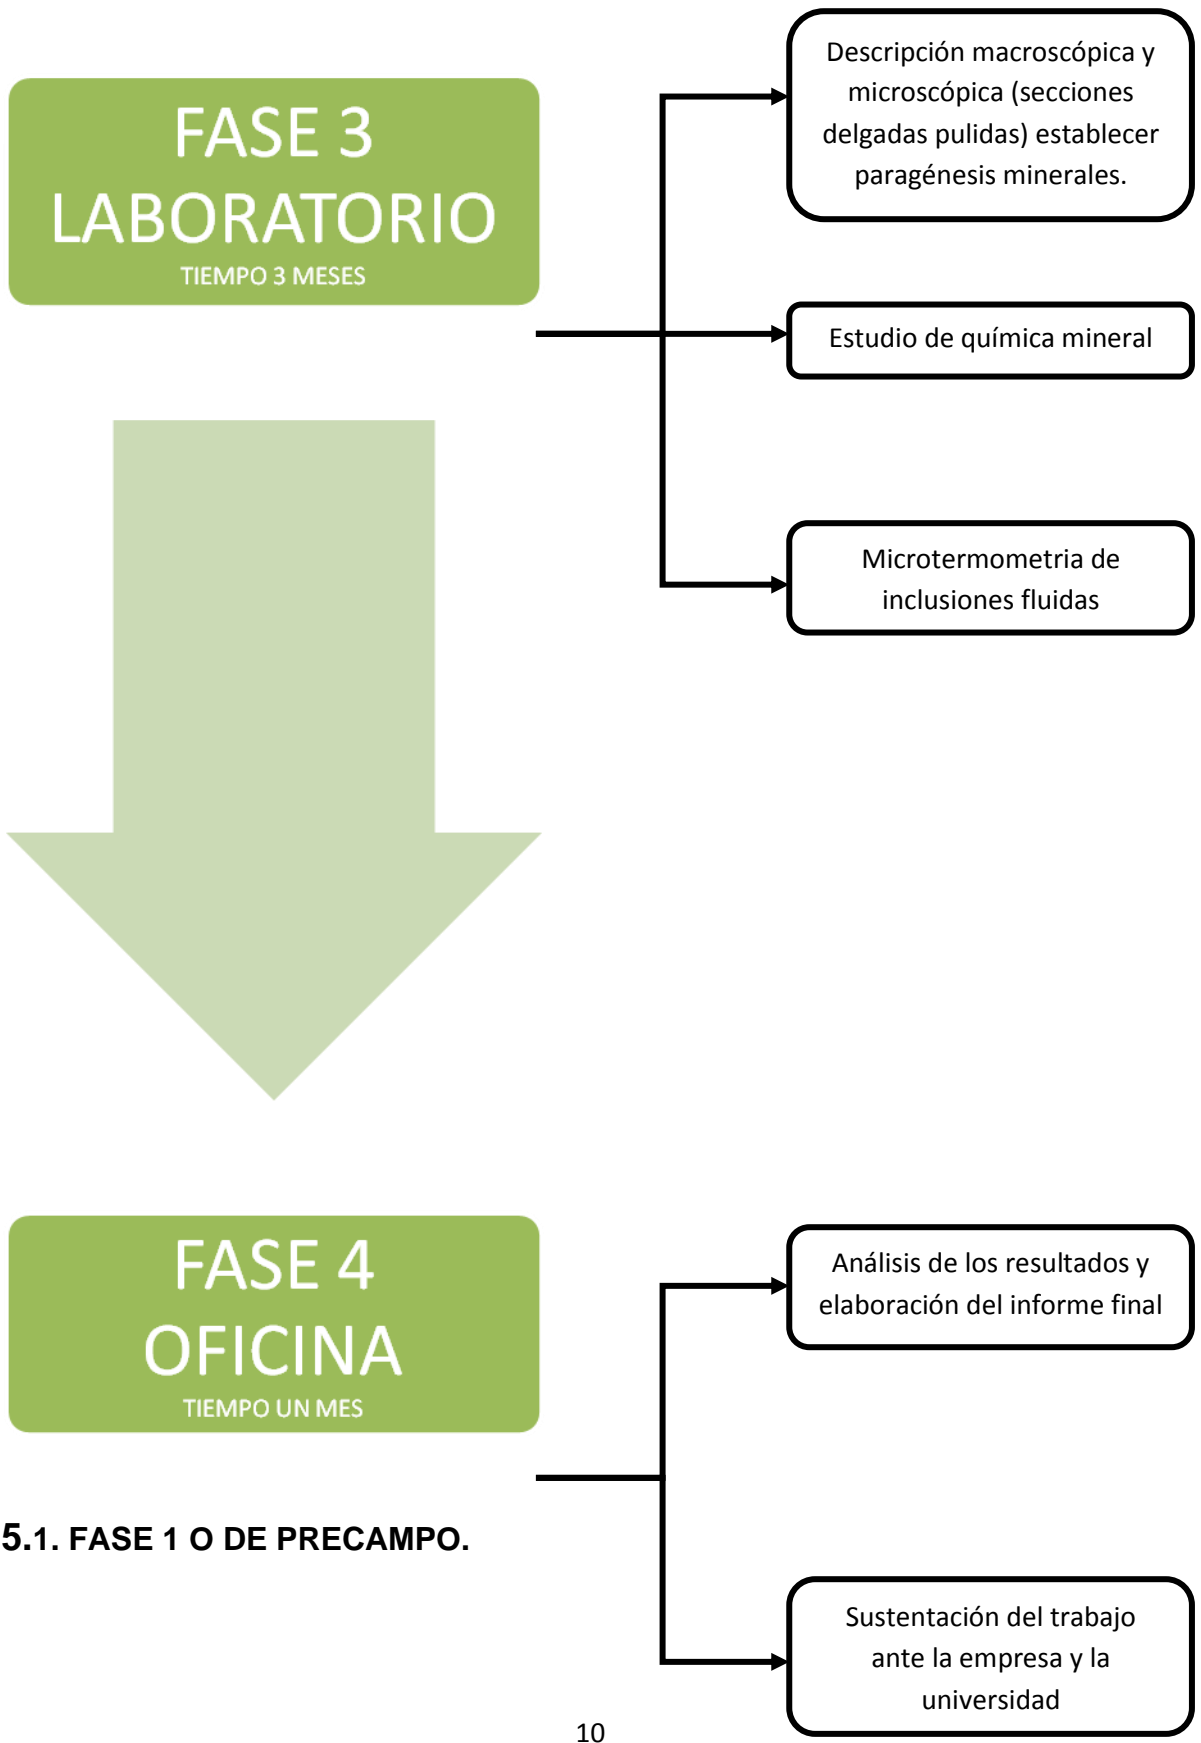 FASE 3
LABORATORIO
TIEMPO 3 MESES
Descripción macroscópica y
microscópica (secciones
delgadas pulidas) establecer
paragénesis minerales.
Estudio de química mineral
Microtermometria de
inclusiones fluidas
FASE 4
OFICINA
TIEMPO UN MES
Análisis de los resultados y
elaboración del informe final
Sustentación del trabajo
ante la empresa y la
universidad
5.1. FASE 1 O DE PRECAMPO.
10